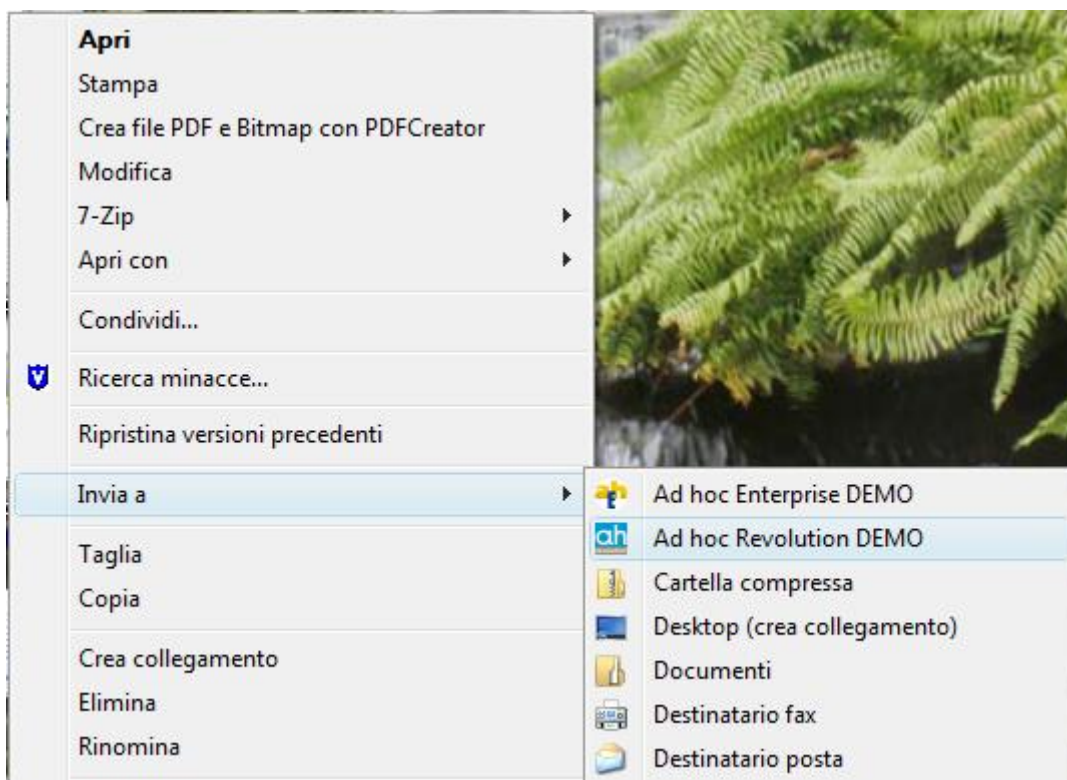 Apri
Stampa
Crea file PDF e Bitmap con PDFCreator
Modifica
7-Zip
Apri con
Condividi...
Ricerca minacce...
Ripristina versioni precedenti
Invia a
Taglia
Copia
Crea collegamento
Elimina
Rinomina
Ad hoc Enterprise DEMO
Ad hoc Revolution DEMO
Cartella compressa
Desktop (crea collegamento)
Documenti
Destinatario fax
Destinatario posta